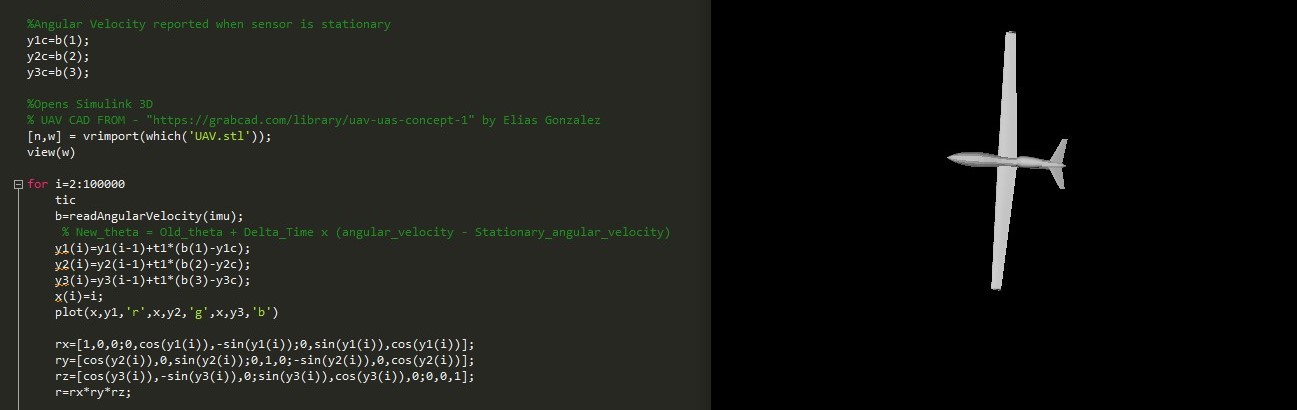 %Angular Velocity reported when sensor is stationary
y1c=b(1);
y2c=b(2);
y3c=b(3);
%Opens Simulink 3D
% UAV CAD FROM - "https://grabcad.com/library/uav-uas-concept-1" by Elias Gonzalez
[n,w] = vrimport(which('UAV.stl'));
view(w)
for i=2:100000
tic
b=readAngularVelocity(imu);
% New_theta = Old_theta + Delta_Time x (angular_velocity - Stationary_angular_velocity)
y1(i)=y1(i-1)+t1*(b(1)-y1c);
y2(i)=y2(i-1)+t1*(b(2)-y2c);
y3(i)=y3(i-1)+t1*(b(3)-y3c);
x(i)=i;
plot(x,y1,'r',x,y2,'g',x,y3,'b')
rx=[1,0,0;0,cos(y1(i)),-sin(y1(i));0,sin(y1(i)),cos(y1(i))];
ry=[cos(y2(i)),0,sin(y2(i));0,1,0;-sin(y2(i)),0,cos(y2(i))];
rz=[cos(y3(i)),-sin(y3(i)),0;sin(y3(i)),cos(y3(i)),0;0,0,1];
r=rx*ry*rz;